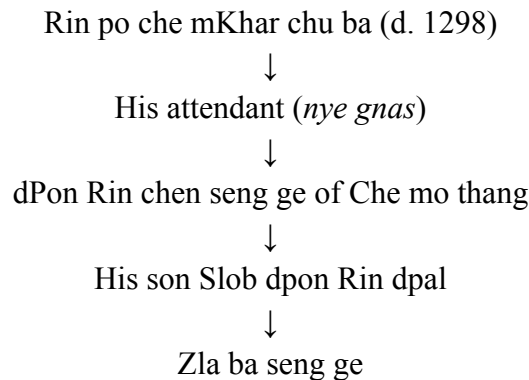 Rin po che mKhar chu ba (d. 1298)
↓
His attendant (nye gnas)
↓
dPon Rin chen seng ge of Che mo thang
↓
His son Slob dpon Rin dpal
↓
Zla ba seng ge